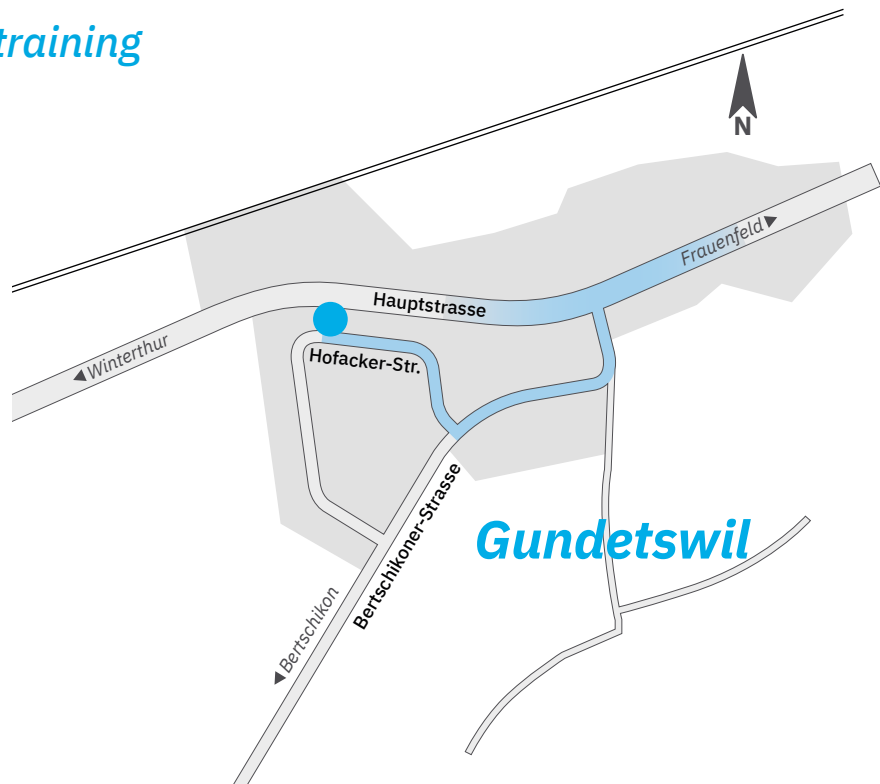 training
N
Frauenfeld
Hauptstrasse
Winterthur
Hofacker-Str.
Bertschikoner-Strasse
Gundetswil
Bertschikon